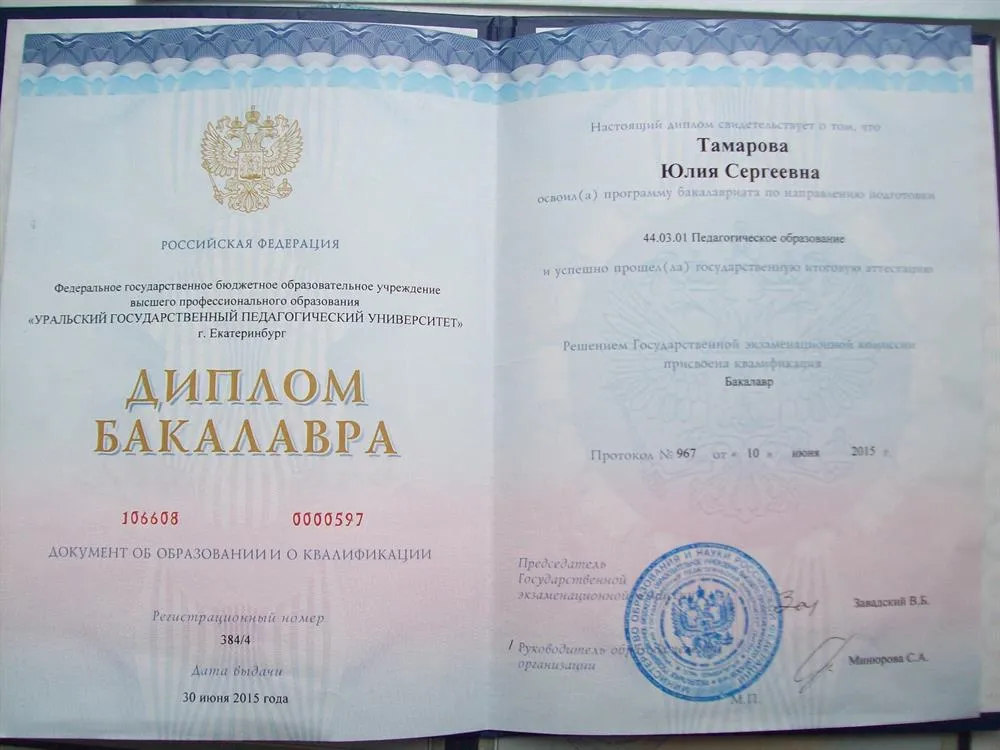 РОССИЙСКАЯ ФЕДЕРАЦИЯ
Федеральное государственное бюджетное образовательное учреждение
высшего профессионального образования
«УРАЛЬСКИЙ ГОСУДАРСТВЕННЫЙ ПЕДАГОГИЧЕСКИЙ УНИВЕРСИТЕТ»
г. Екатеринбург
ДИПЛОМ
БАКАЛАВРА
106608 0000597
ДОКУМЕНТ ОБ ОБРАЗОВАНИИ И О КВАЛИФИКАЦИИ
Регистрационный номер
384/4
Дата выдачи
30 июня 2015 года
Настоящий диплом свидетельствует о том, что
Тамарова
Юлия Сергеевна
освоил(а) программу бакалавриата по направлению подготовки
44.03.01 Педагогическое образование
и успешно прошел(ла) государственную итоговую аттестацию
Решением Государственной экзаменационной комиссии
присвоена квалификация
Бакалавр
Протокол № 967 от « 10 » июня 2015 г.
Председатель
Государственной
экзаменационной
Завадский В.Б.
/ Руководитель
организации
Минюрова С.А.
М.П.